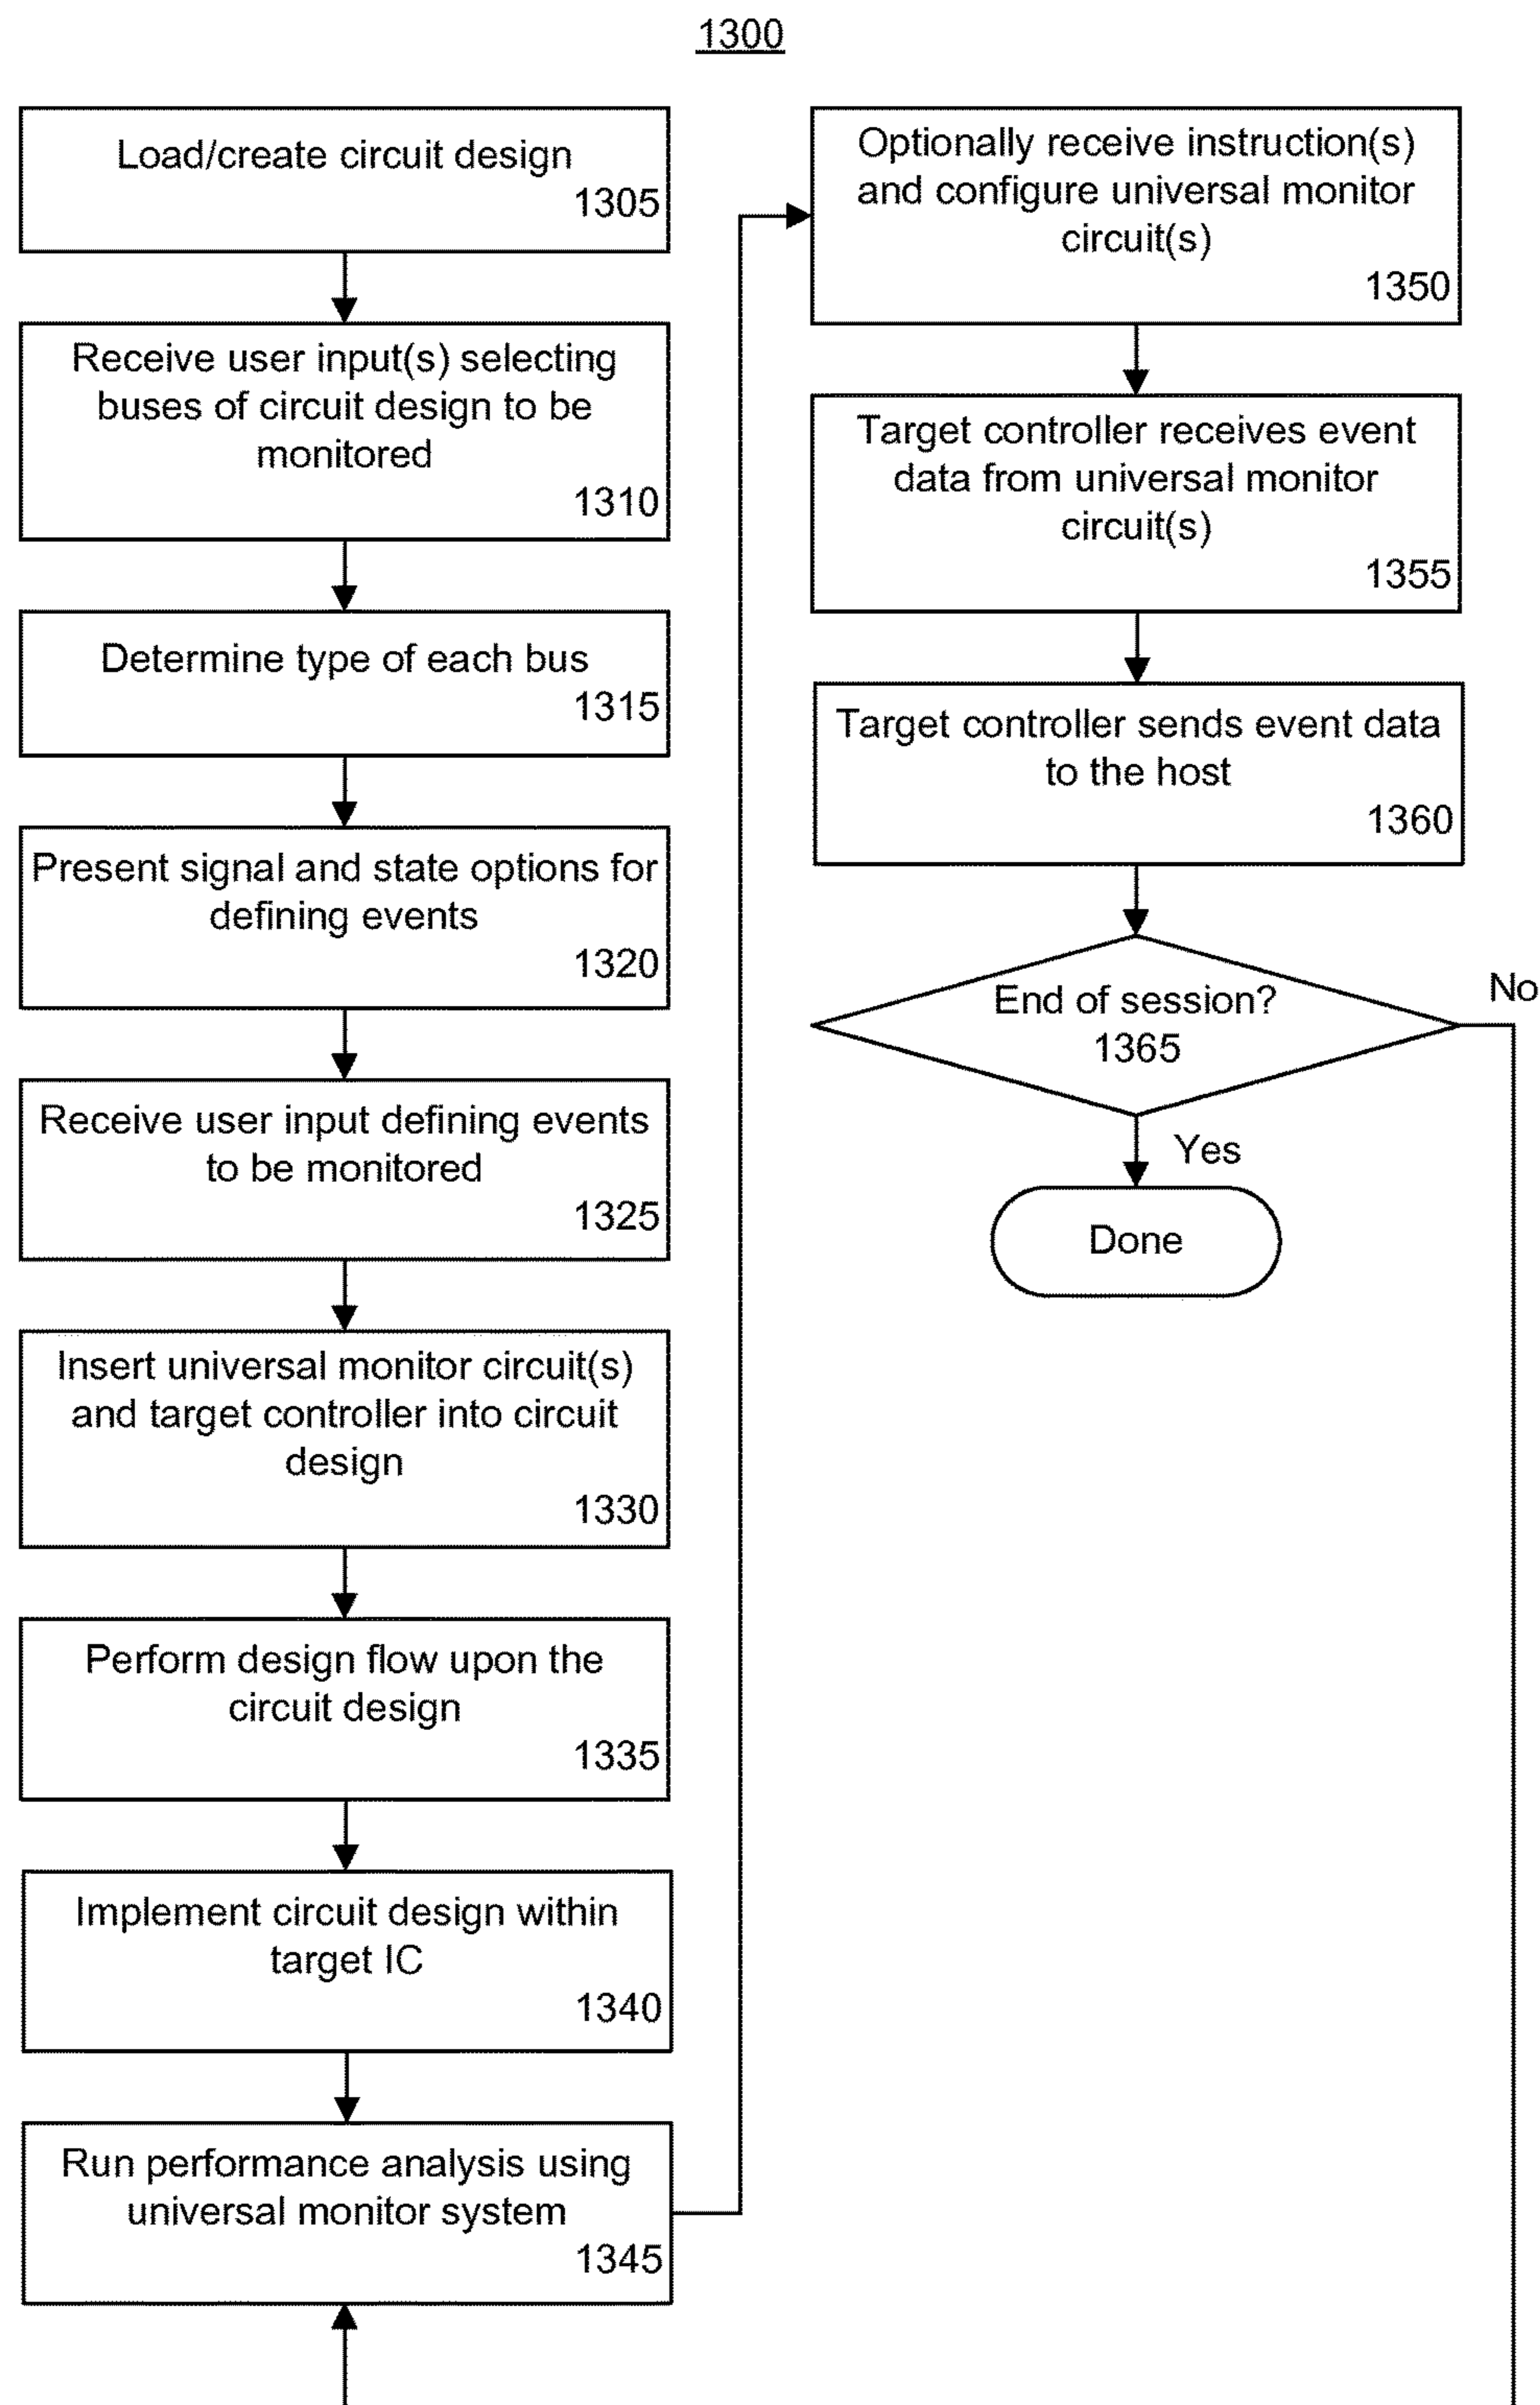 1300
Load/create circuit design
1305
Receive user input(s) selecting
buses of circuit design to be
monitored
1310
Determine type of each bus
1315
Present signal and state options for
defining events
1320
Receive user input defining events
to be monitored
1325
Insert universal monitor circuit(s)
and target controller into circuit
design
1330
Perform design flow upon the
circuit design
1335
Implement circuit design within
target IC
1340
Run performance analysis using
universal monitor system
1345
Optionally receive instruction(s)
and configure universal monitor
circuit(s)
1350
Target controller receives event
data from universal monitor
circuit(s)
1355
Target controller sends event data
to the host
1360
End of session?
1365
No
Yes
Done